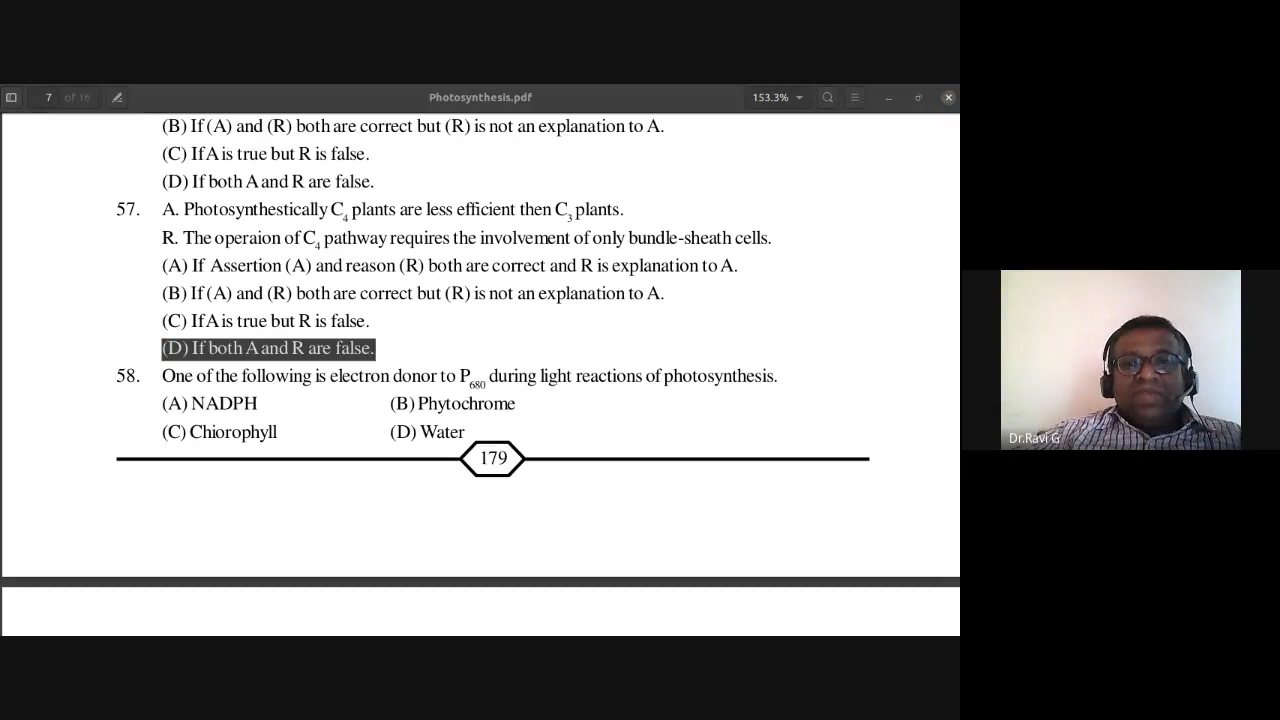 7 of 16 Photosynthesis.pdf 153.3%
(B) If (A) and (R) both are correct but (R) is not an explanation to A.
(C) If A is true but R is false.
(D) If both A and R are false.
57. A. Photosynthestically C4 plants are less efficient then C3 plants.
R. The operaion of C4 pathway requires the involvement of only bundle-sheath cells.
(A) If Assertion (A) and reason (R) both are correct and R is explanation to A.
(B) If (A) and (R) both are correct but (R) is not an explanation to A.
(C) If A is true but R is false.
(D) If both A and R are false.
58. One of the following is electron donor to P680 during light reactions of photosynthesis.
(A) NADPH (B) Phytochrome
(C) Chiorophyll (D) Water
179
Dr.Ravi G